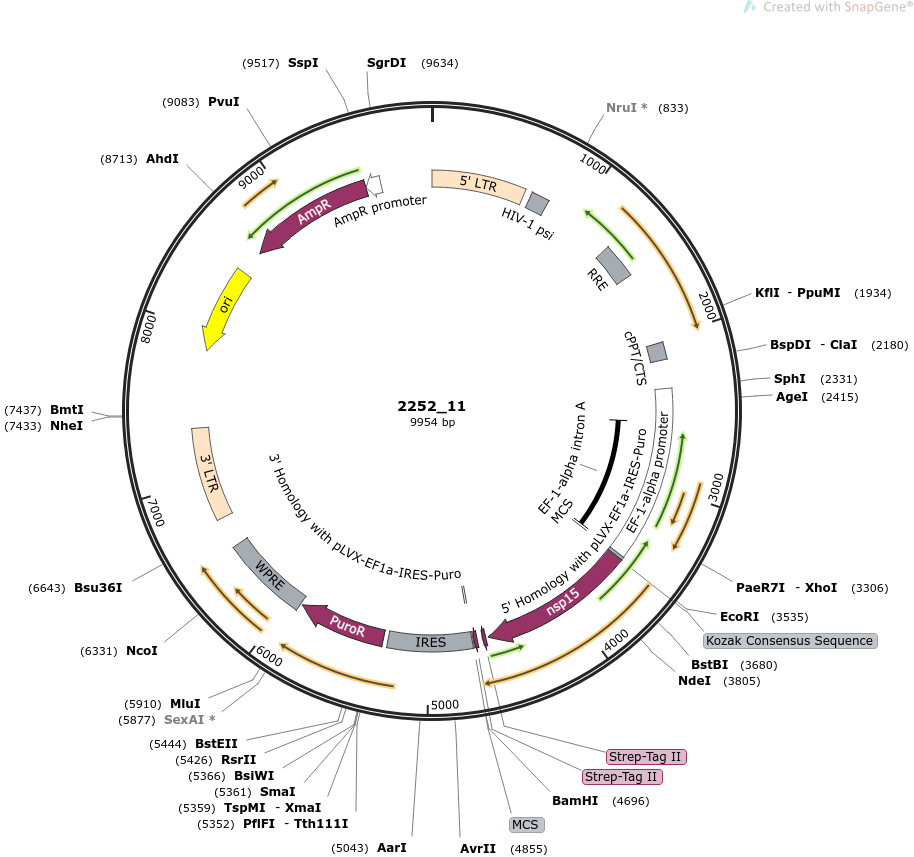 Created with SnapGene®
(9517) SspI
SgrDI (9634)
(9083) PvuI
NruI * (833)
(8713) AhdI
1000
9000
5' LTR
AmpR
AmpR promoter
HIV-1 psi
RRE
ori
KflI - PpuMI (1934)
2000
8000
cPPT/CTS
BspDI - ClaI (2180)
SphI (2331)
AgeI (2415)
2252_11
9954 bp
(7437) BmtI
(7433) NheI
EF-1-alpha intron A
EF-1-alpha promoter
3' LTR
3' Homology with pLVX-EF1a-IRES-Puro
MCS
5' Homology with pLVX-EF1a-IRES-Puro
3000
7000
(6643) Bsu36I
WPRE
PuroR
IRES
nsp15
PaeR7I - XhoI (3306)
EcoRI (3535)
Kozak Consensus Sequence
4000
BstBI (3680)
NdeI (3805)
(6331) NcoI
6000
5000
(5910) MluI
(5877) SexAI *
(5444) BstEII
(5426) RsrII
(5366) BsiWI
(5361) SmaI
(5359) TspMI - XmaI
(5352) PflFI - Tth111I
Strep-Tag II
Strep-Tag II
BamHI (4696)
MCS
(5043) AarI
AvrII (4855)